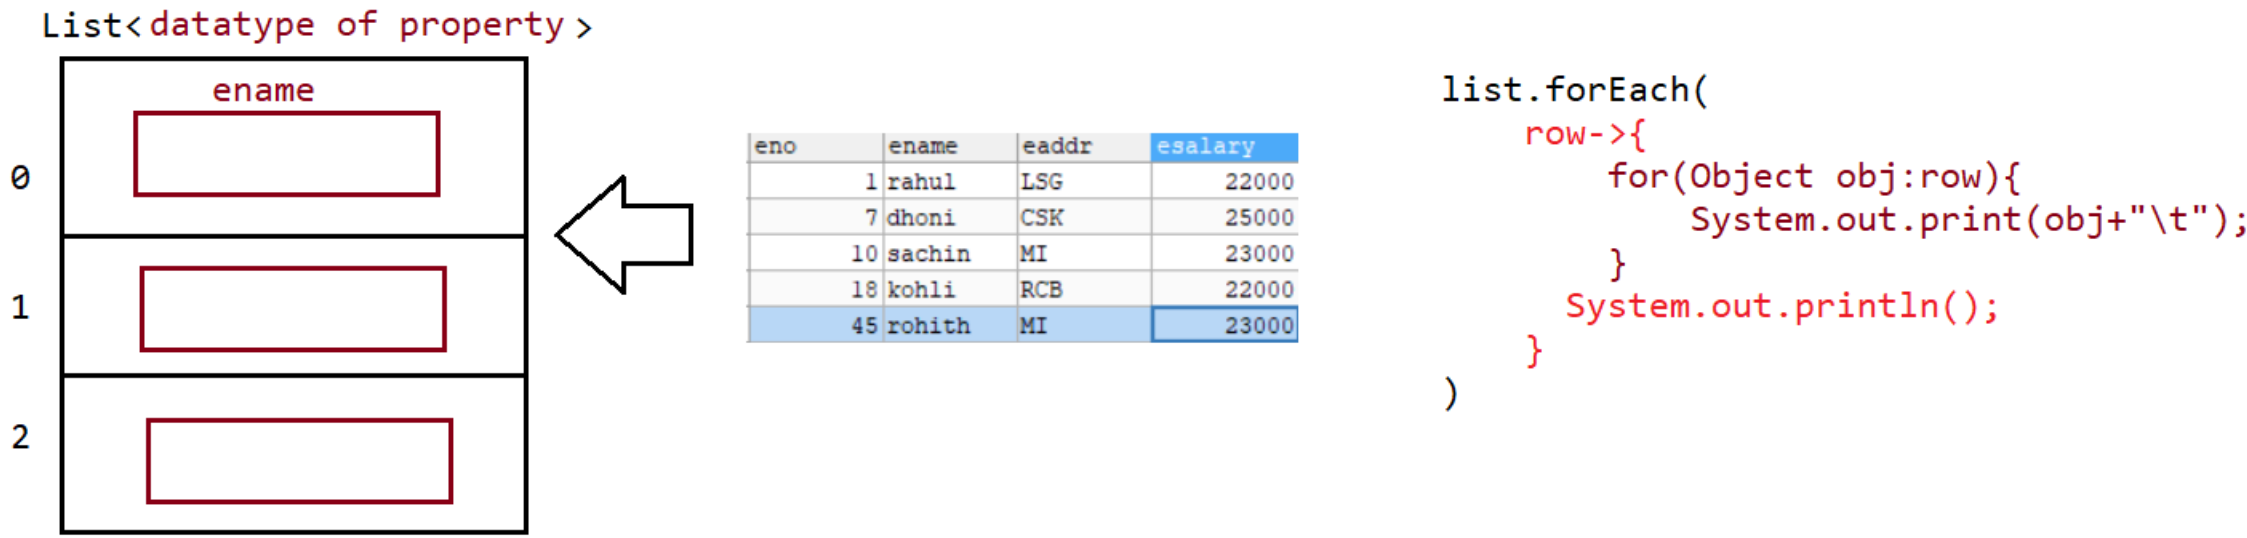 List<datatype of property>
ename
0
1
2
eno ename eaddr esalary
1 rahul LSG 22000
7 dhoni CSK 25000
10 sachin MI 23000
18 kohli RCB 22000
45 rohith MI 23000
list.forEach(
row->{
for(Object obj:row){
System.out.print(obj+"\t");
}
System.out.println();
}
)